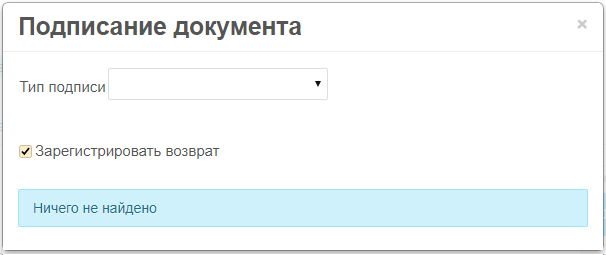 Подписание документа
Тип подписи
Зарегистрировать возврат
Ничего не найдено